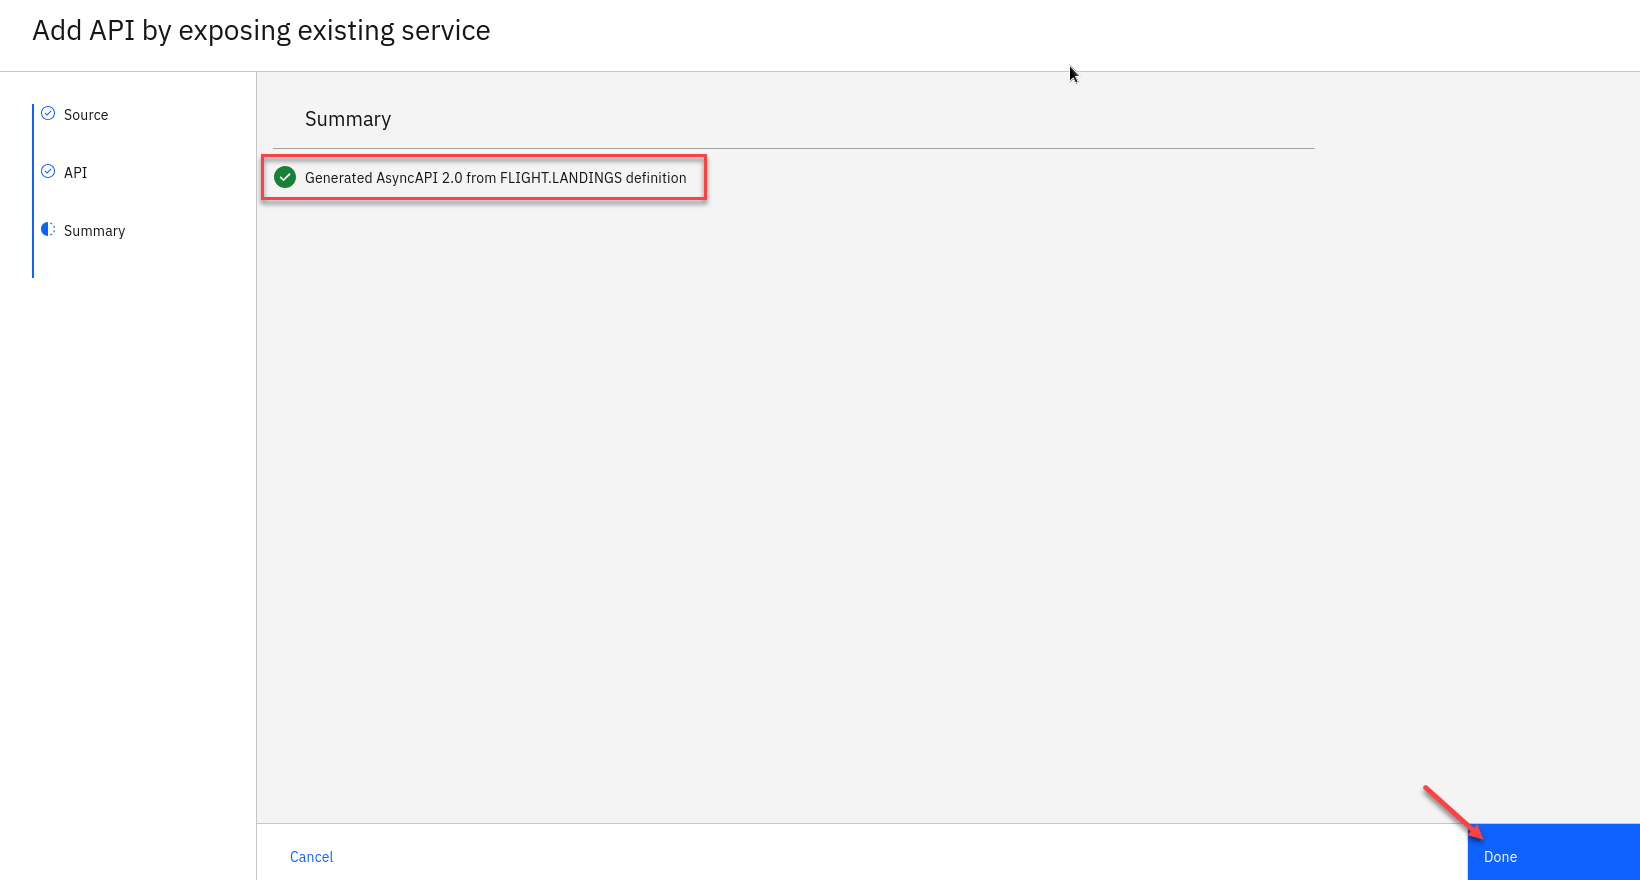 Add API by exposing existing service
Source
API
Summary
Summary
Generated AsyncAPI 2.0 from FLIGHT.LANDINGS definition
Cancel
Done